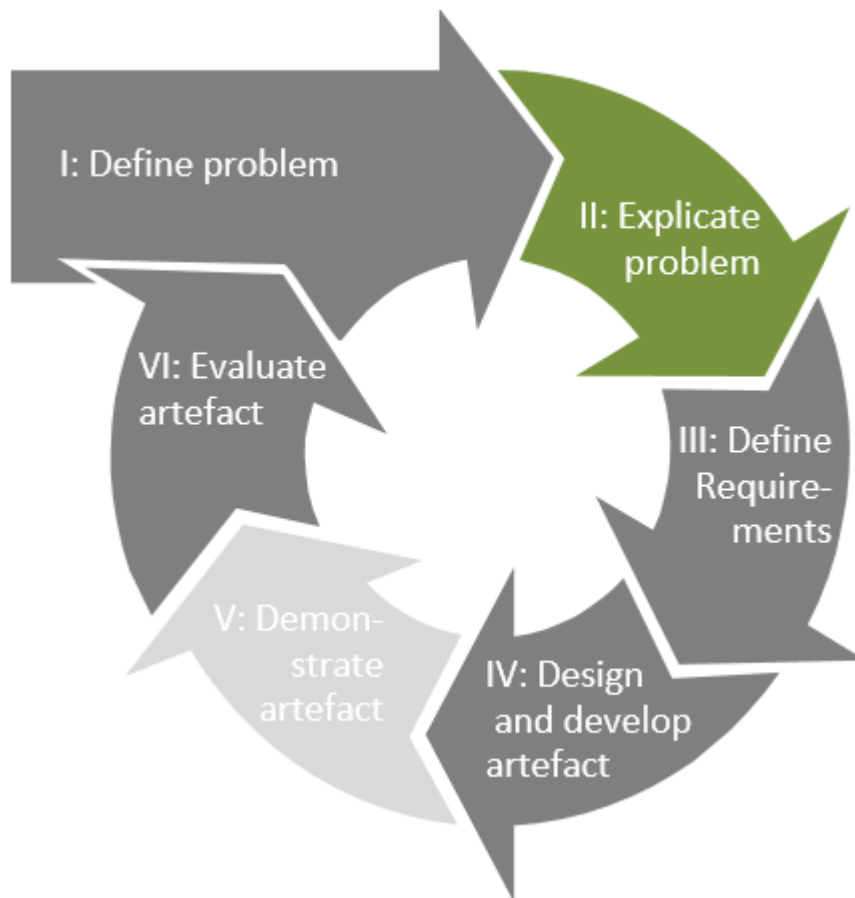 I: Define problem
II: Explicate
problem
III: Define
Require-
ments
IV: Design
and develop
artefact
V: Demon-
strate
artefact
VI: Evaluate
artefact